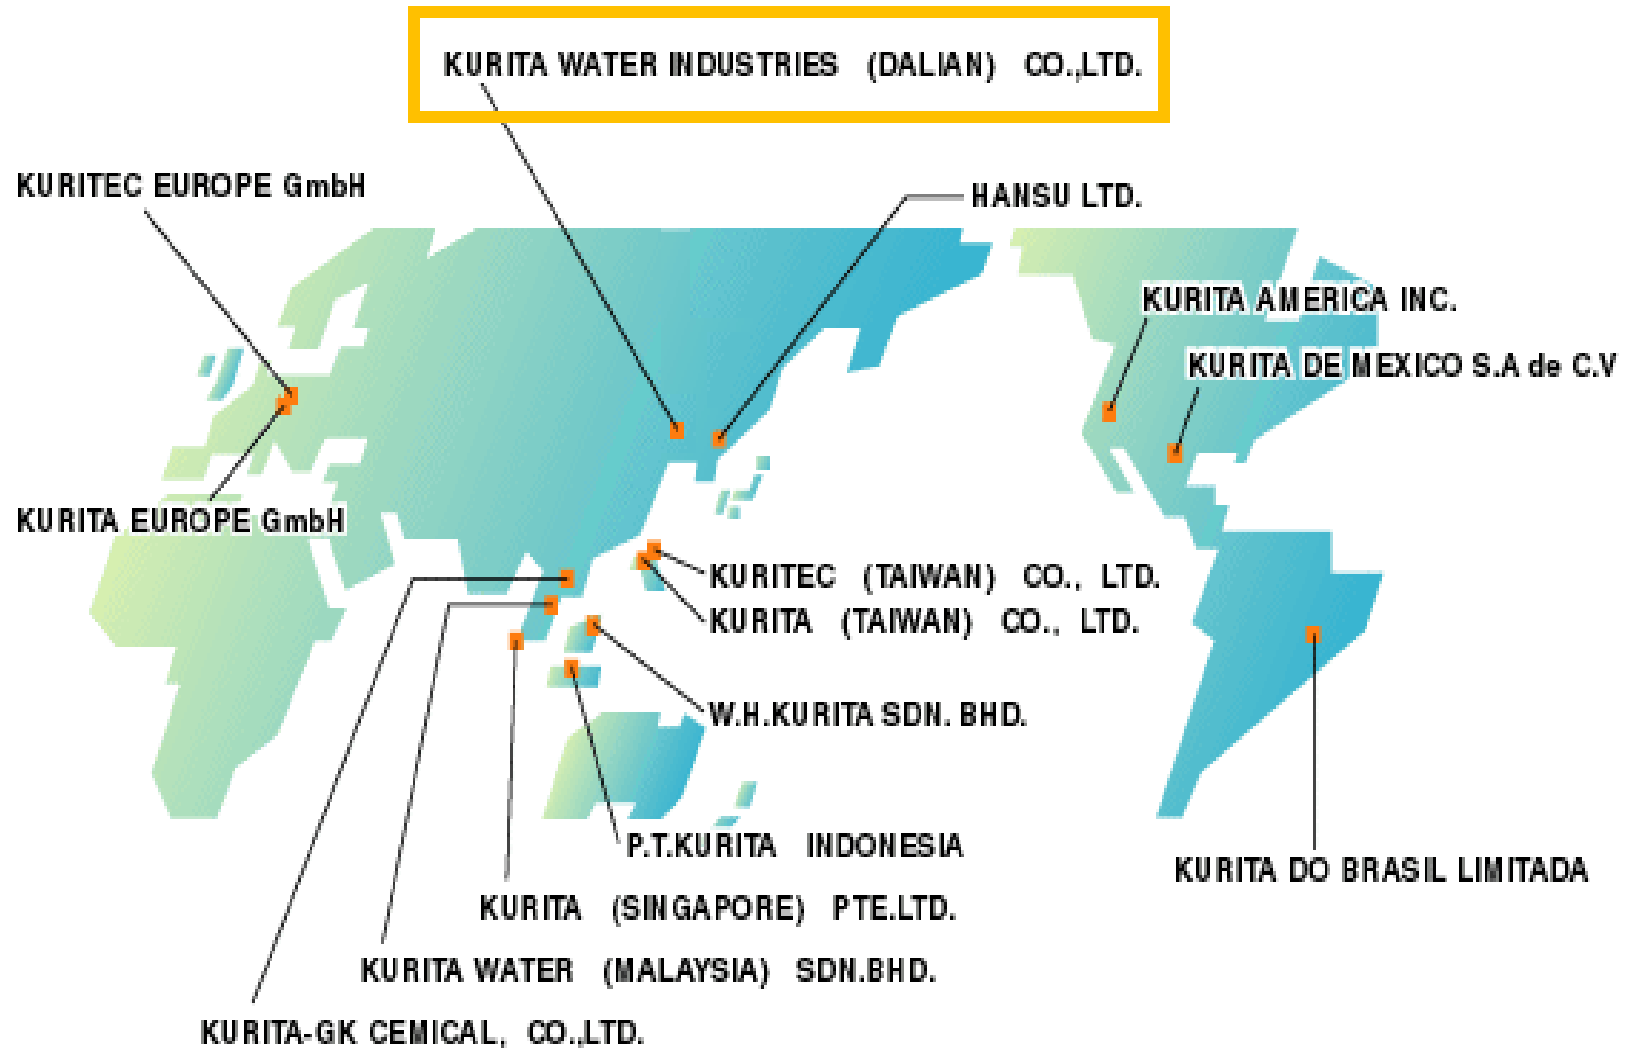 KURITA WATER INDUSTRIES (DALIAN) CO.,LTD.
KURITEC EUROPE GmbH
HANSU LTD.
KURITA AMERICA INC.
KURITA DE MEXICO S.A de C.V
KURITA EUROPE GmbH
KURITEC (TAIWAN) CO., LTD.
KURITA (TAIWAN) CO., LTD.
W.H.KURITA SDN. BHD.
P.T.KURITA INDONESIA
KURITA DO BRASIL LIMITADA
KURITA (SINGAPORE) PTE.LTD.
KURITA WATER (MALAYSIA) SDN.BHD.
KURITA-GK CEMICAL, CO.,LTD.